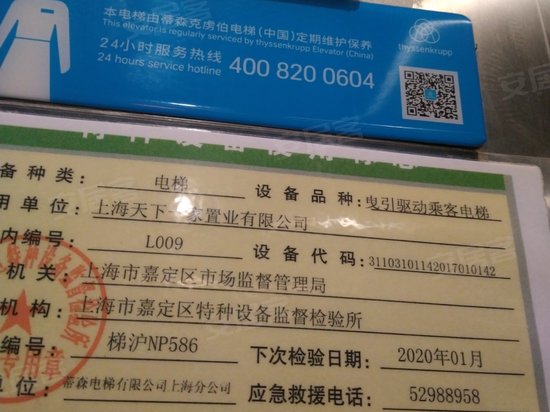 本电梯由蒂森克虏伯电梯(中国)定期维护保养
This elevator is regularly serviced by thyssenkrupp Elevator (China)
24小时服务热线
24 hours service hotline
400 820 0604
thyssenkrupp
备种类: 电梯 设备品种: 曳引驱动乘客电梯
用单位: 上海天下一家置业有限公司
内编号: L009 设备代码: 31103101142017010142
机关: 上海市嘉定区市场监督管理局
机构: 上海市嘉定区特种设备监督检验所
编号: 梯沪NP586 下次检验日期: 2020年01月
单位: 蒂森电梯有限公司上海分公司 应急救援电话: 52988958
安居客